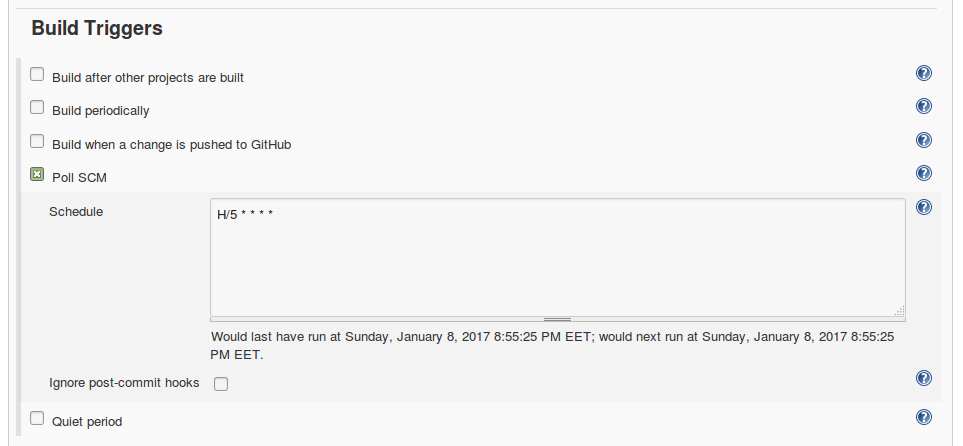 Build Triggers
Build after other projects are built
Build periodically
Build when a change is pushed to GitHub
Poll SCM
Schedule
H/5 * * * *
Would last have run at Sunday, January 8, 2017 8:55:25 PM EET; would next run at Sunday, January 8, 2017 8:55:25
PM EET.
Ignore post-commit hooks
Quiet period